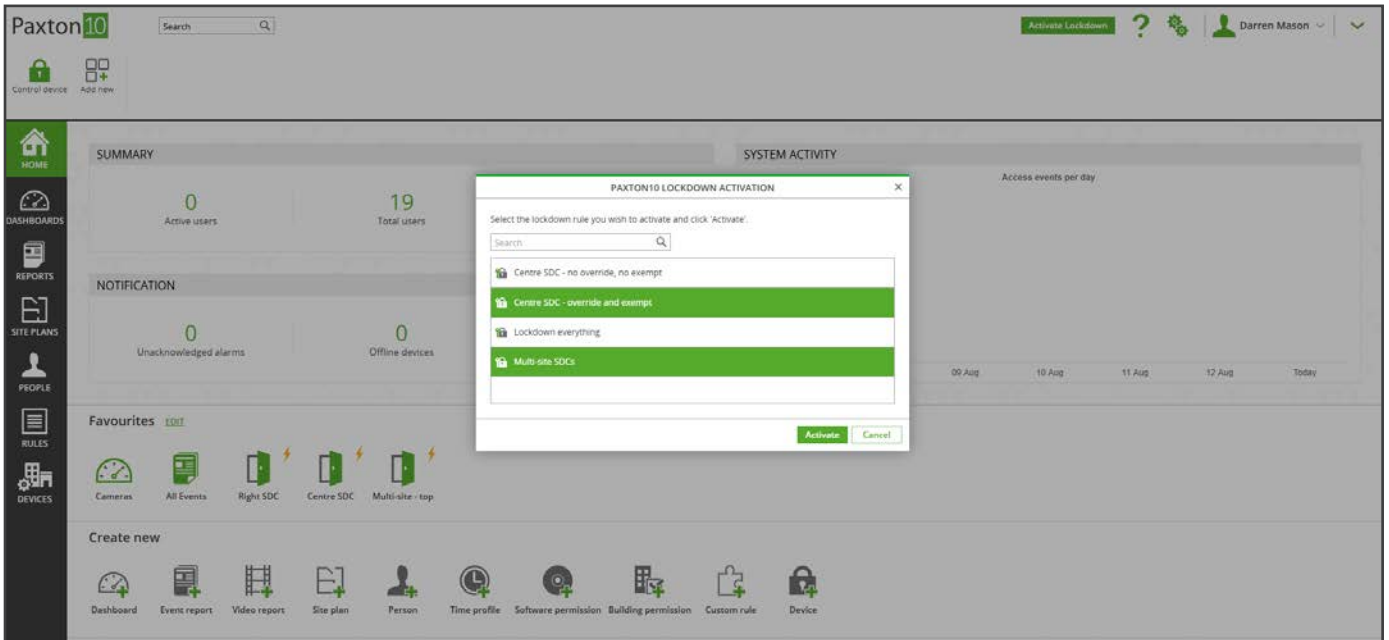 Paxton10
Search
Activate Lockdown
?
Darren Mason
Control device
Add new
HOME
DASHBOARDS
REPORTS
SITE PLANS
PEOPLE
RULES
DEVICES
SUMMARY
0
Active users
19
Total users
NOTIFICATION
0
Unacknowledged alarms
0
Offline devices
SYSTEM ACTIVITY
Access events per day
09 Aug 10 Aug 11 Aug 12 Aug Today
PAXTON10 LOCKDOWN ACTIVATION
Select the lockdown rule you wish to activate and click 'Activate'.
Search
Centre SDC - no override, no exempt
Centre SDC - override and exempt
Lockdown everything
Multi-site SDCs
Activate Cancel
Favourites EDIT
Cameras All Events Right SDC Centre SDC Multi-site - top
Create new
Dashboard Event report Video report Site plan Person Time profile Software permission Building permission Custom rule Device